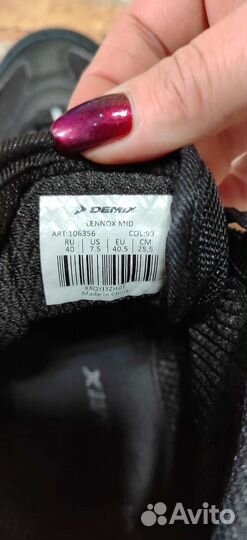 DEMIX
LENNOX MID
ART:106356 COL:99
RU US EU CM
40 7.5 40.5 25,5
Made in China
Avito